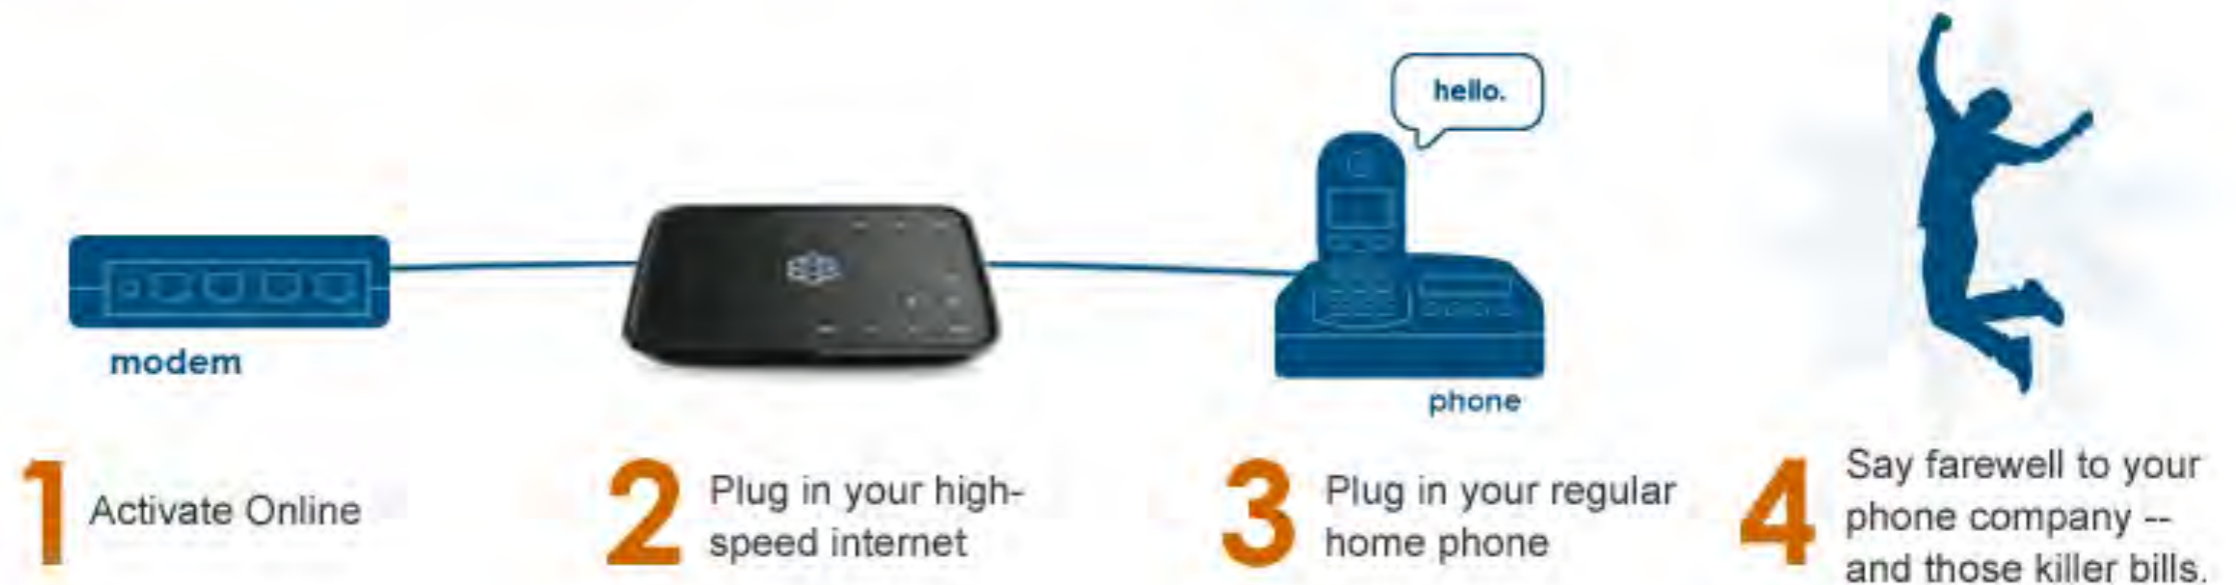 hello.
modem
phone
1 Activate Online
2 Plug in your high-
speed internet
3 Plug in your regular
home phone
4 Say farewell to your
phone company --
and those killer bills.